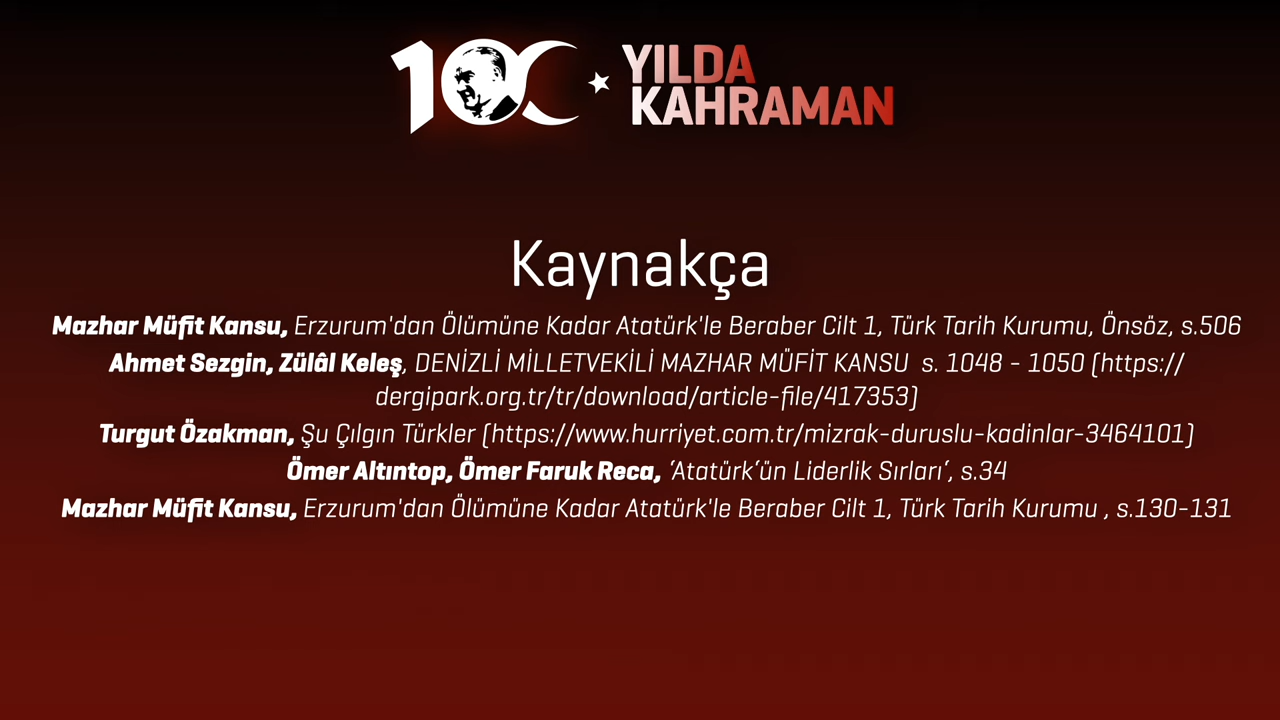 100 YILDA
KAHRAMAN
Kaynakça
Mazhar Müfit Kansu, Erzurum'dan Ölümüne Kadar Atatürk'le Beraber Cilt 1, Türk Tarih Kurumu, Önsöz, s.506
Ahmet Sezgin, Zülâl Keleş, DENİZLİ MİLLETVEKİLİ MAZHAR MÜFİT KANSU s. 1048 - 1050 (https://
dergipark.org.tr/tr/download/article-file/417353)
Turgut Özakman, Şu Çılgın Türkler (https://www.hurriyet.com.tr/mizrak-duruslu-kadinlar-3464101)
Ömer Altıntop, Ömer Faruk Reca, ‘Atatürk‘ün Liderlik Sırları‘, s.34
Mazhar Müfit Kansu, Erzurum'dan Ölümüne Kadar Atatürk'le Beraber Cilt 1, Türk Tarih Kurumu , s.130-131